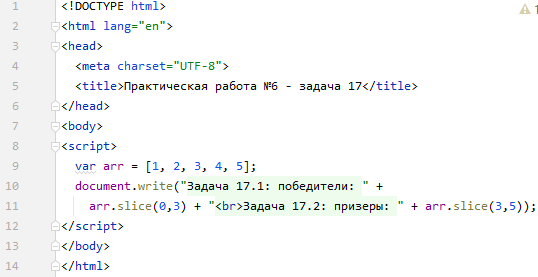 1 <!DOCTYPE html> 1
2 <html lang="en">
3 <head>
4 <meta charset="UTF-8">
5 <title>Практическая работа №6 - задача 17</title>
6 </head>
7 <body>
8 <script>
9 var arr = [1, 2, 3, 4, 5];
10 document.write("Задача 17.1: победители: " +
11 arr.slice(0,3) + "<br>Задача 17.2: призеры: " + arr.slice(3,5));
12 </script>
13 </body>
14 </html>